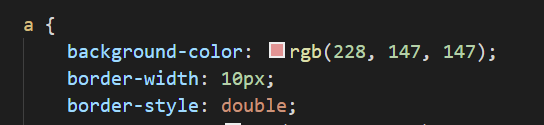 a {
background-color: rgb(228, 147, 147);
border-width: 10px;
border-style: double;